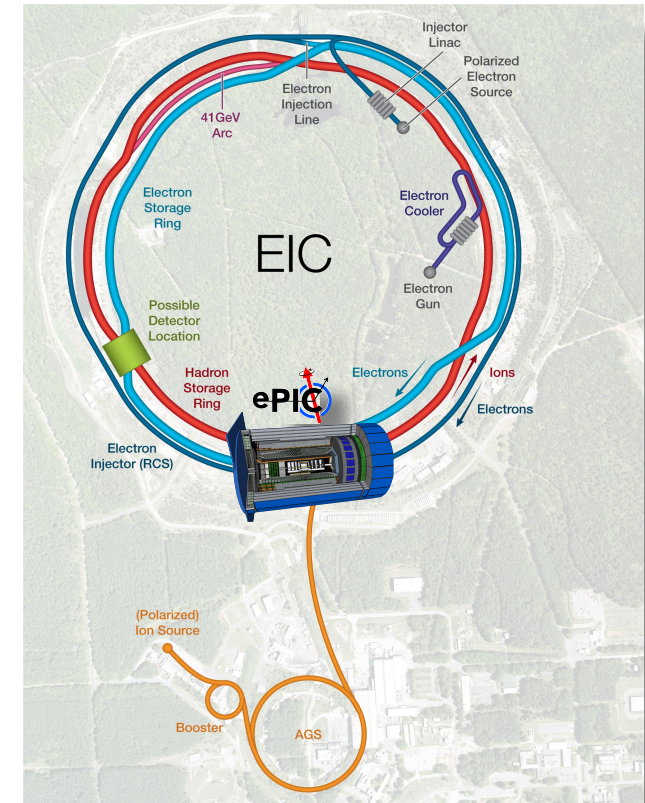 Injector
Linac
Polarized
Electron
Source
Electron
Injection
Line
41GeV
Arc
Electron
Storage
Ring
Electron
Cooler
EIC
Electron
Gun
Possible
Detector
Location
Hadron
Storage
Ring
Electrons
Ions
ePIC
Electrons
Electron
Injector (RCS)
(Polarized)
Ion Source
Booster
AGS